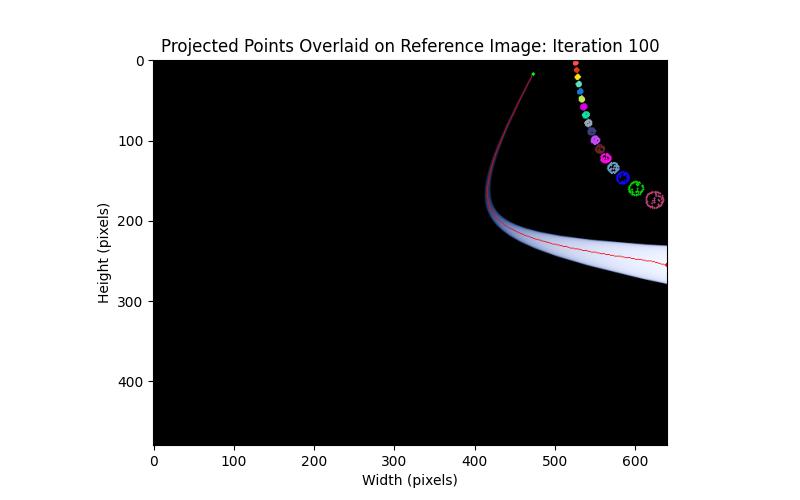 Projected Points Overlaid on Reference Image: Iteration 100
0
100
200
300
400
Height (pixels)
0 100 200 300 400 500 600
Width (pixels)